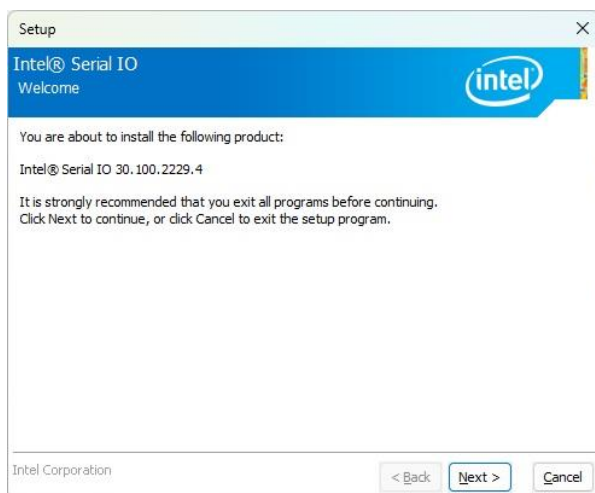 Setup
Intel® Serial IO
Welcome
intel
You are about to install the following product:
Intel® Serial IO 30.100.2229.4
It is strongly recommended that you exit all programs before continuing.
Click Next to continue, or click Cancel to exit the setup program.
Intel Corporation
< Back
Next >
Cancel